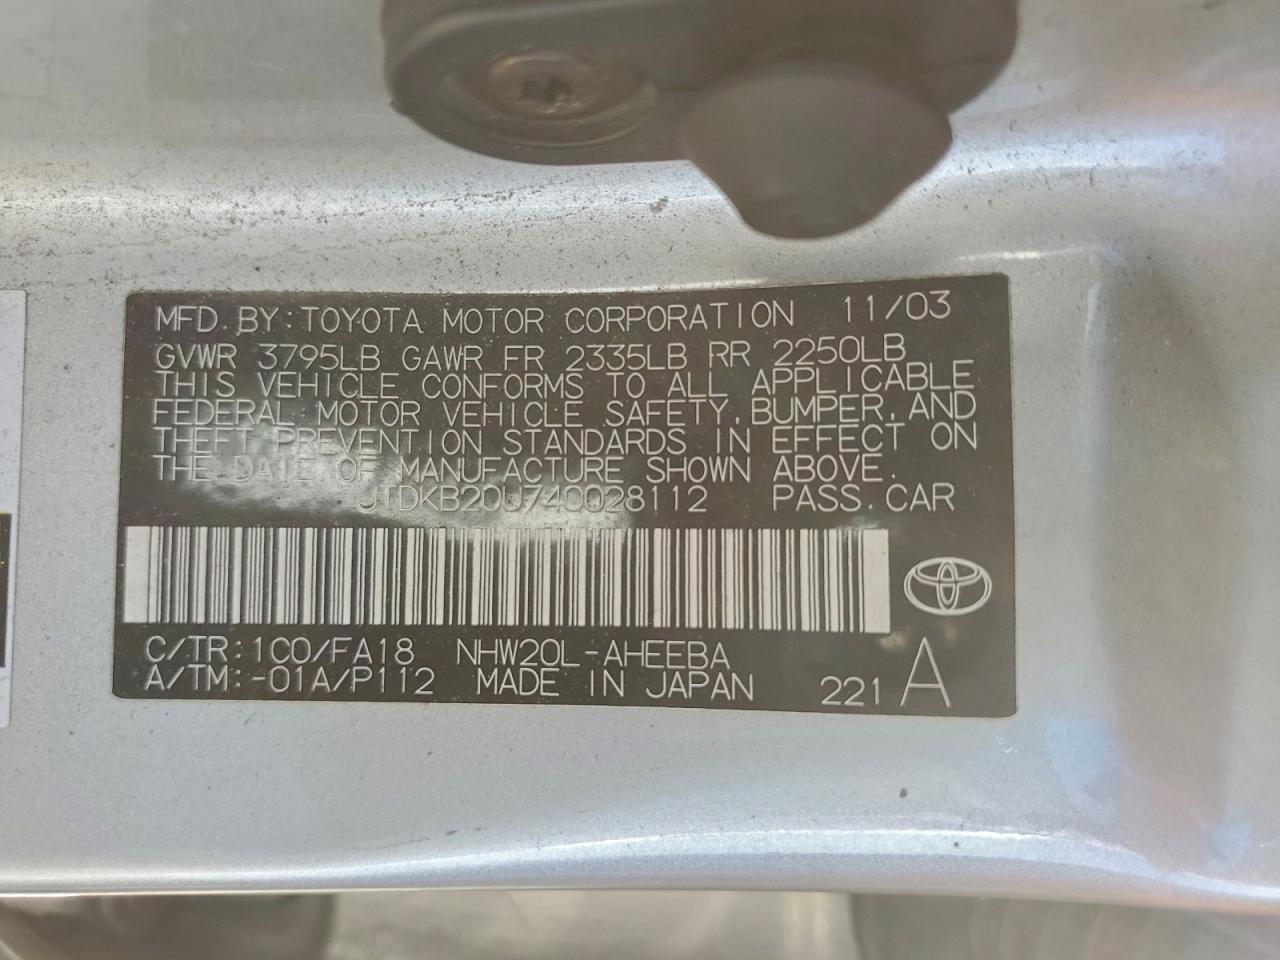 MFD. BY: TOYOTA MOTOR CORPORATION 11/03
GVWR 3795LB GAWR FR 2335LB RR 2250LB
THIS VEHICLE CONFORMS TO ALL APPLICABLE
FEDERAL MOTOR VEHICLE SAFETY, BUMPER, AND
THEFT PREVENTION STANDARDS IN EFFECT ON
THE DATE OF MANUFACTURE SHOWN ABOVE.
JTDKB20U740028112 PASS. CAR
C/TR: 1C0/FA18 NHW20L-AHEEBA
A/TM: -01A/P112 MADE IN JAPAN 221 A